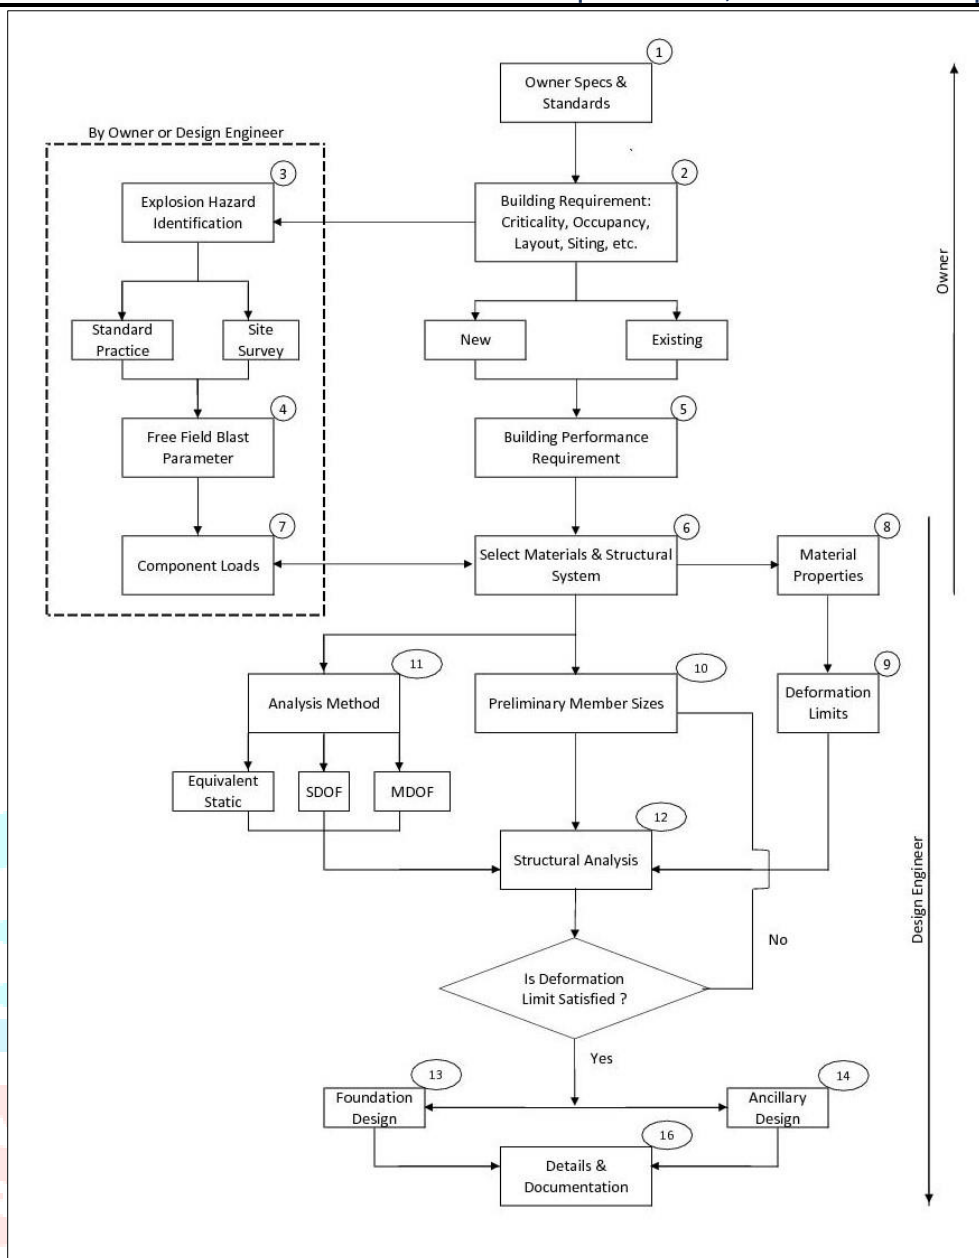 1
Owner Specs &
Standards
By Owner or Design Engineer
3
Explosion Hazard
Identification
2
Building Requirement:
Criticality, Occupancy,
Layout, Siting, etc.
Owner
Standard
Practice
Site
Survey
New
Existing
4
Free Field Blast
Parameter
5
Building Performance
Requirement
7
Component Loads
6
Select Materials & Structural
System
8
Material
Properties
11
Analysis Method
10
Preliminary Member Sizes
9
Deformation
Limits
Equivalent
Static
SDOF
MDOF
12
Structural Analysis
Design Engineer
No
Is Deformation
Limit Satisfied ?
Yes
13
Foundation
Design
14
Ancillary
Design
16
Details &
Documentation